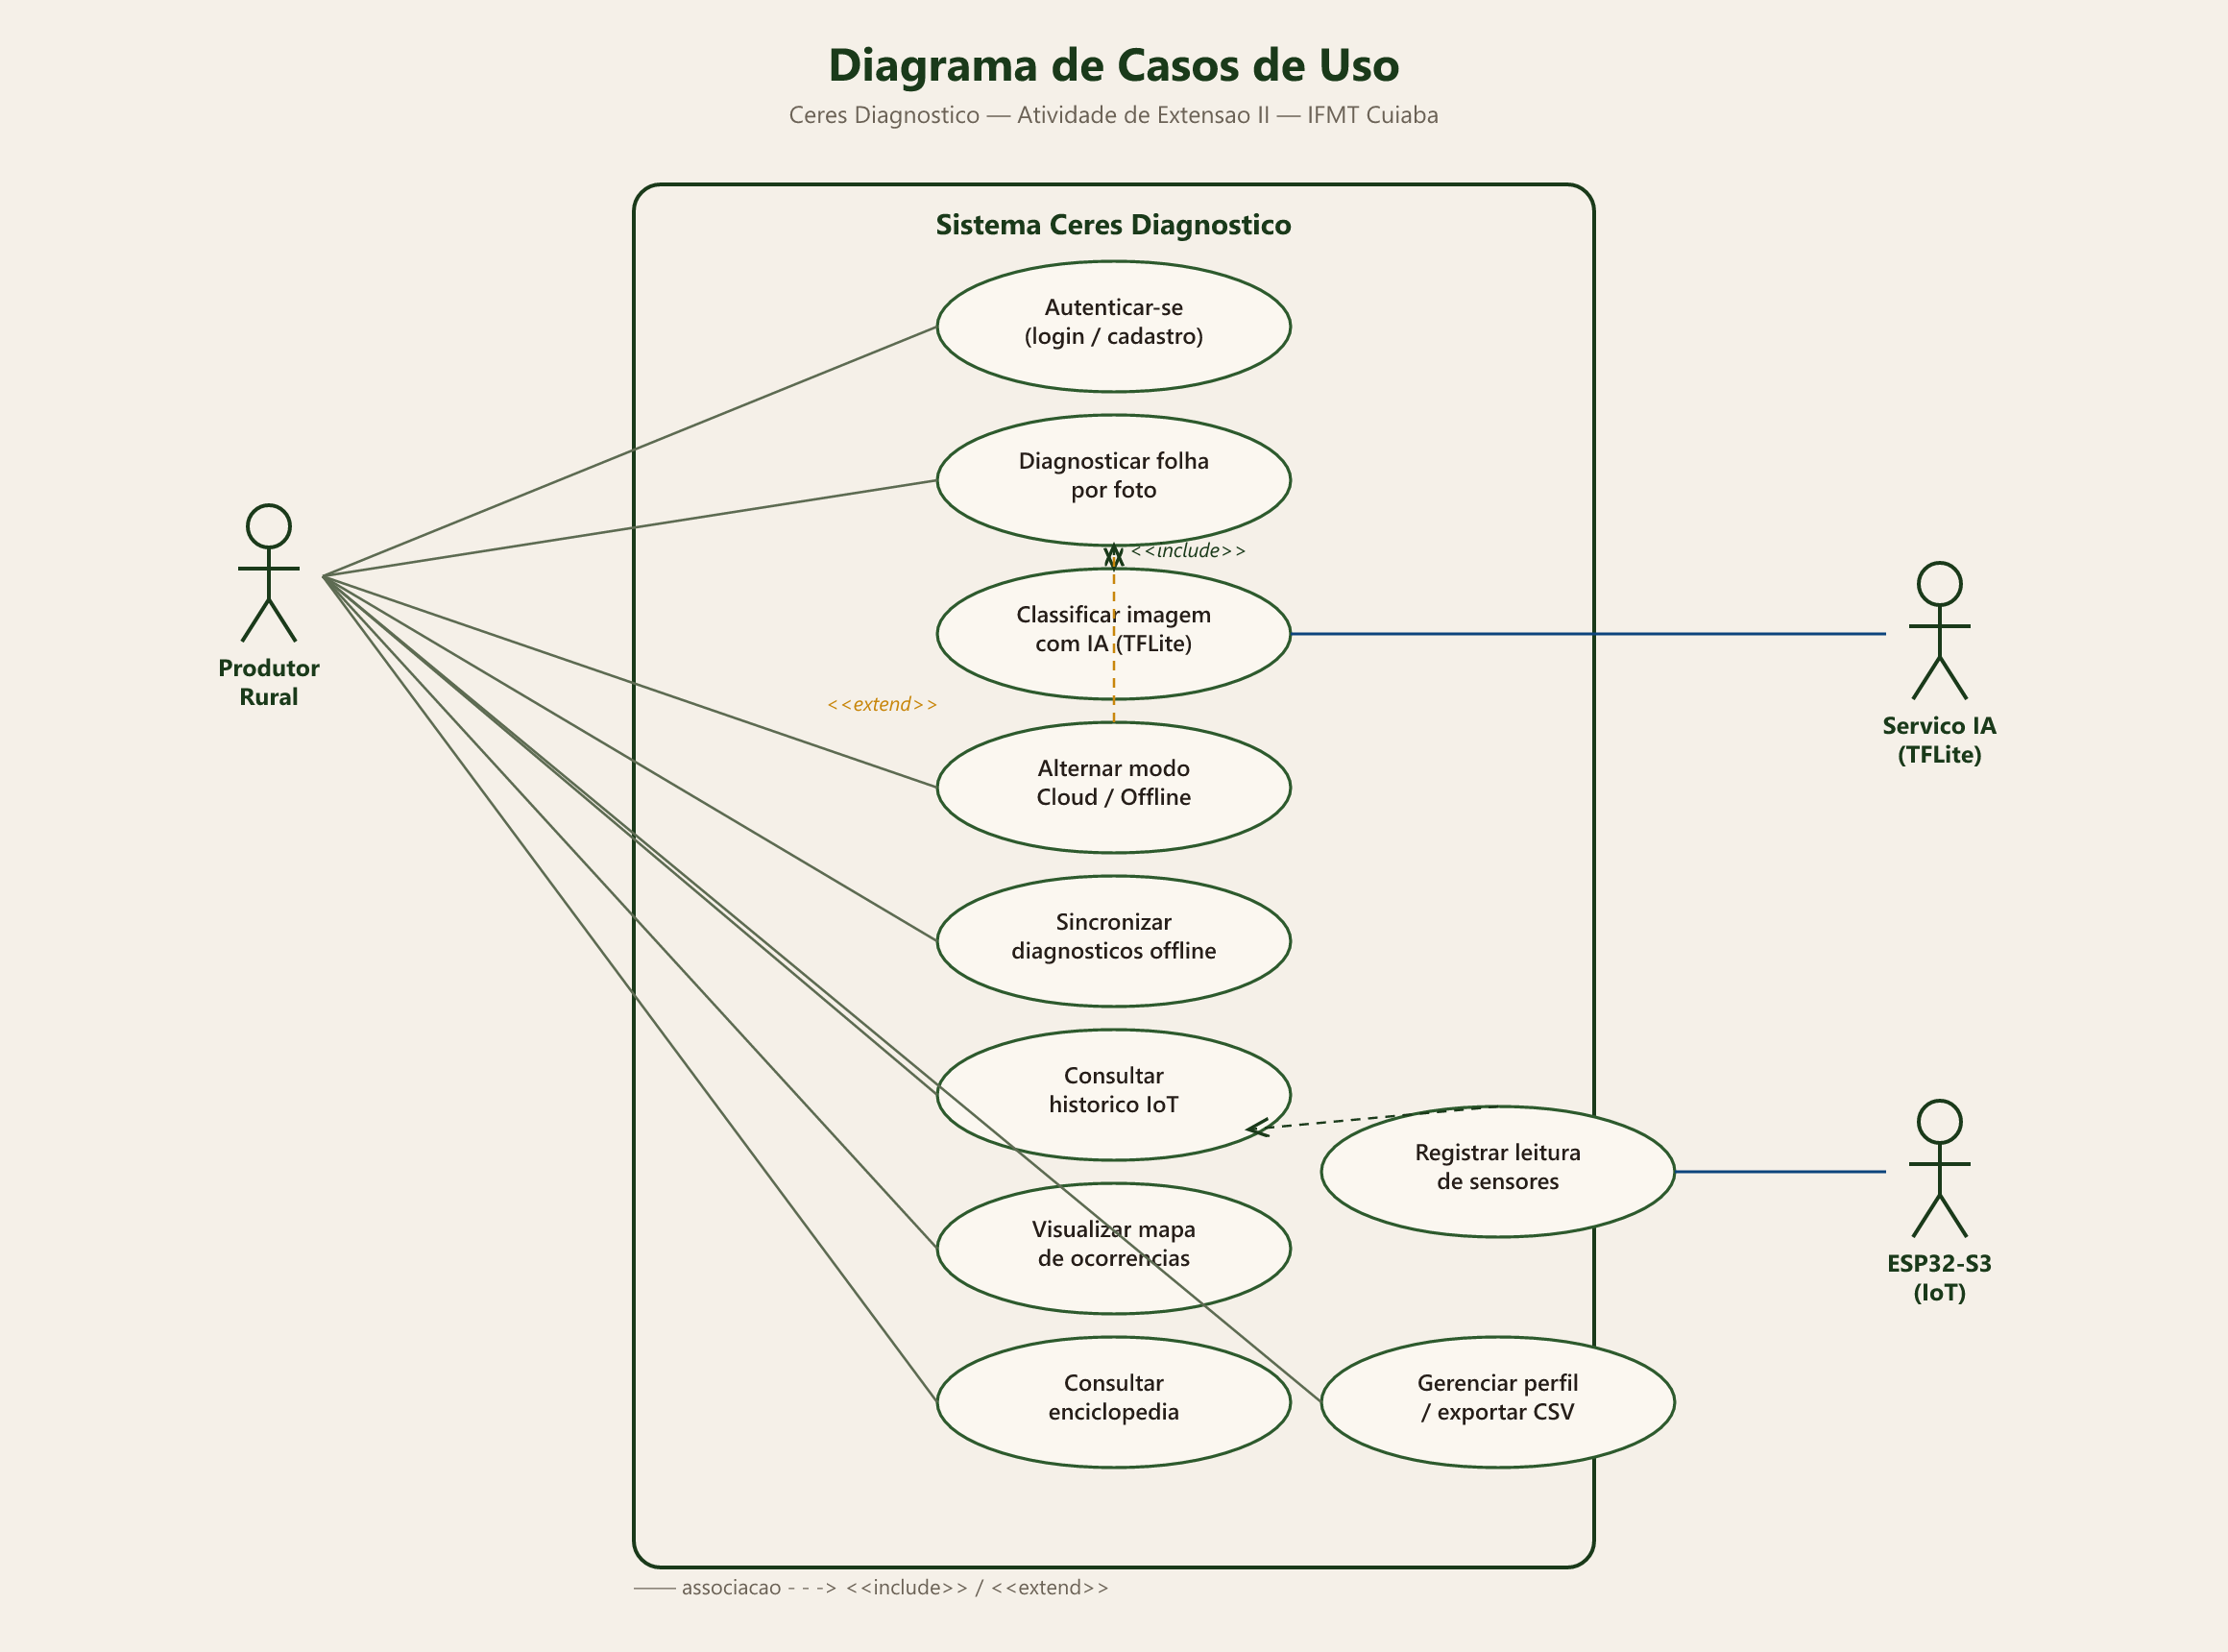 Diagrama de Casos de Uso
Ceres Diagnostico — Atividade de Extensao II — IFMT Cuiaba
Sistema Ceres Diagnostico
Autenticar-se
(login / cadastro)
Diagnosticar folha
por foto
<<include>>
Classificar imagem
com IA (TFLite)
<<extend>>
Alternar modo
Cloud / Offline
Sincronizar
diagnosticos offline
Consultar
historico IoT
Registrar leitura
de sensores
Visualizar mapa
de ocorrencias
Consultar
enciclopedia
Gerenciar perfil
/ exportar CSV
Produtor
Rural
Servico IA
(TFLite)
ESP32-S3
(IoT)
—— associacao - - -> <<include>> / <<extend>>